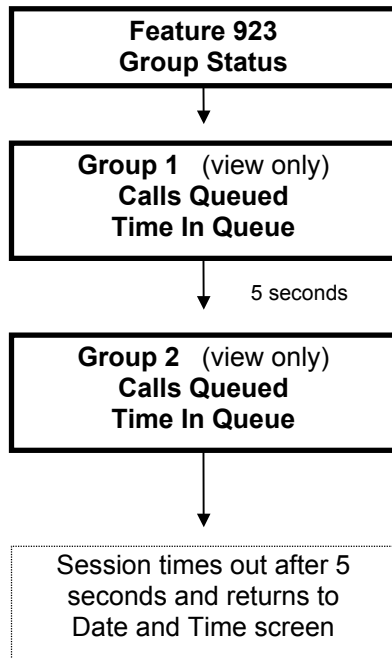 Feature 923
Group Status
Group 1 (view only)
Calls Queued
Time In Queue
5 seconds
Group 2 (view only)
Calls Queued
Time In Queue
Session times out after 5
seconds and returns to
Date and Time screen